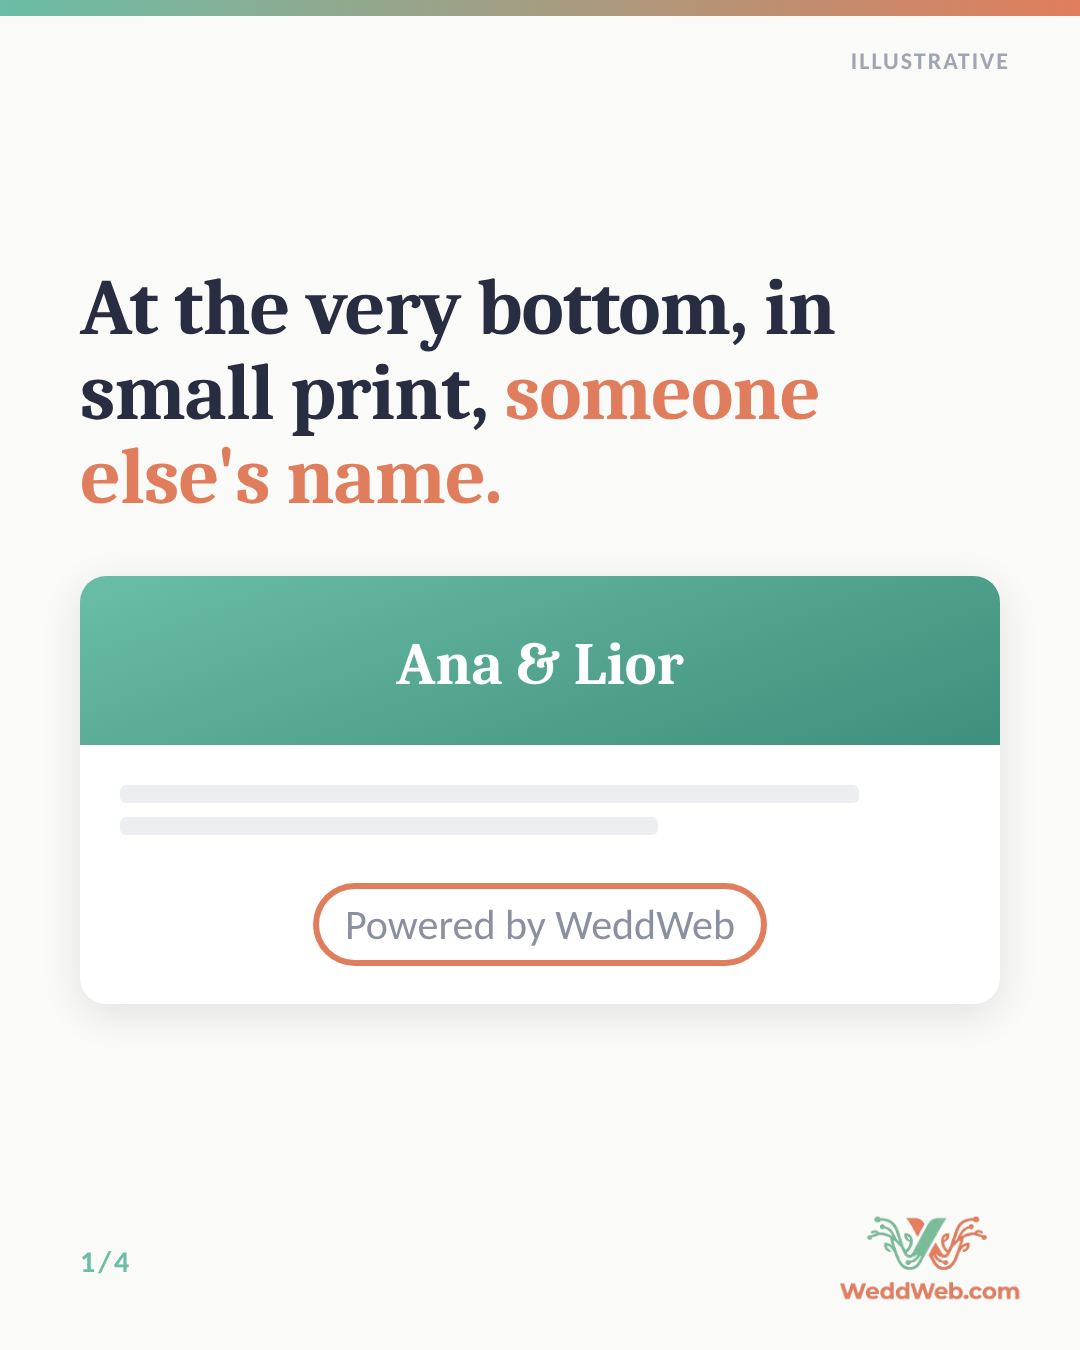 ILLUSTRATIVE
At the very bottom, in
small print, someone
else's name.
Ana & Lior
Powered by WeddWeb
1/4
WeddWeb.com